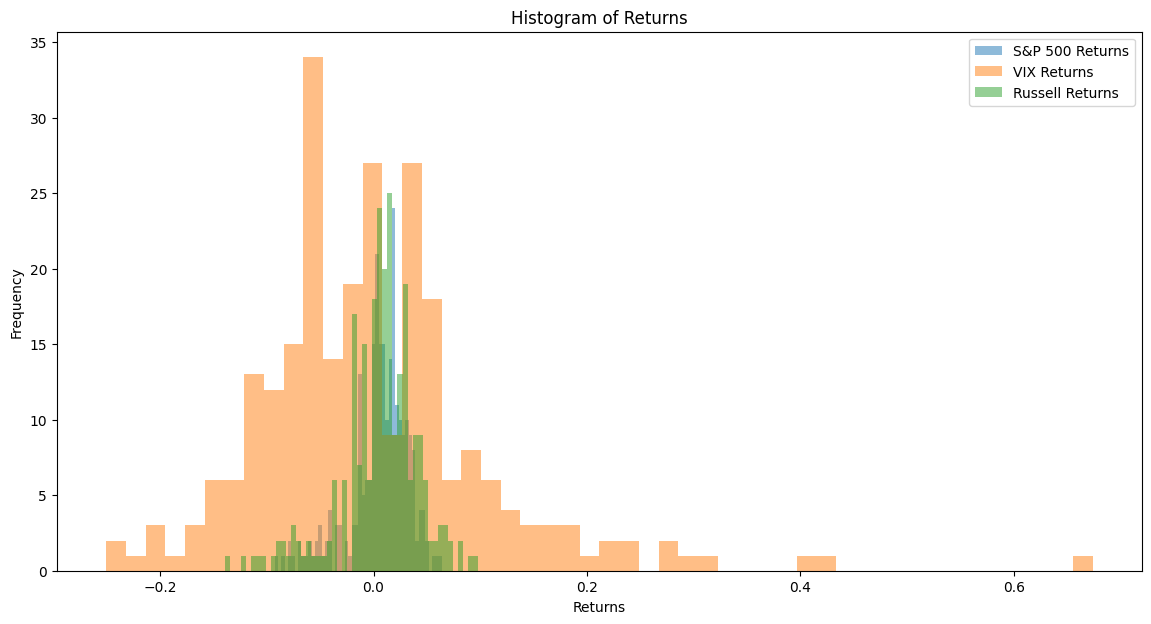 Histogram of Returns
S&P 500 Returns
VIX Returns
Russell Returns
Frequency
35
30
25
20
15
10
5
0
−0.2
0.0
0.2
0.4
0.6
Returns